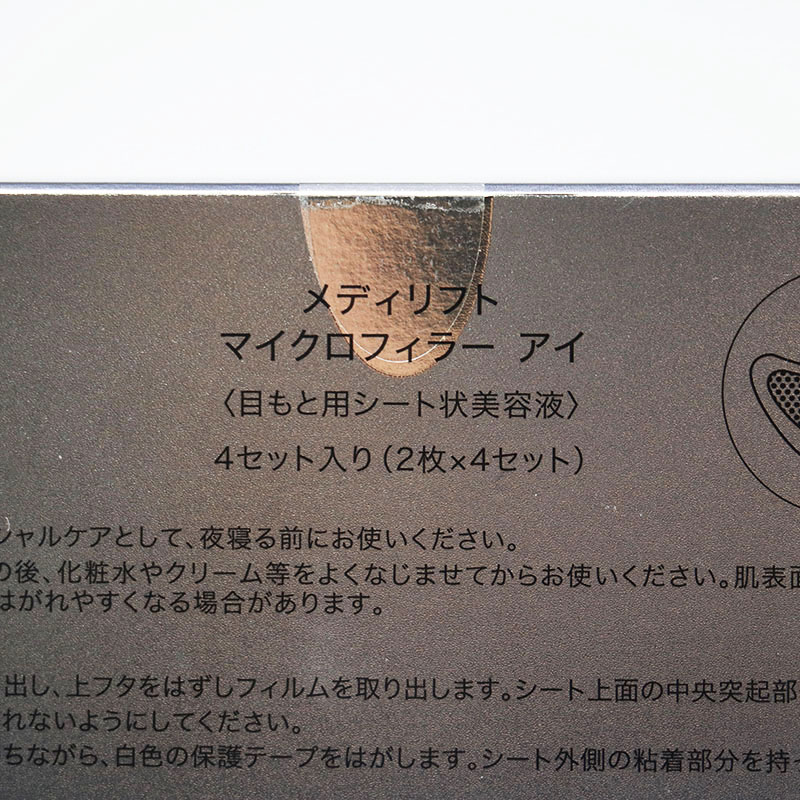 メディリフト
マイクロフィラー アイ
〈目もと用シート状美容液〉
4セット入り(2枚×4セット)
シャルケアとして、夜寝る前にお使いください。
の後、化粧水やクリーム等をよくなじませてからお使いください。肌表面
はがれやすくなる場合があります。
出し、上フタをはずしフィルムを取り出します。シート上面の中央突起部
れないようにしてください。
ちながら、白色の保護テープをはがします。シート外側の粘着部分を持っ